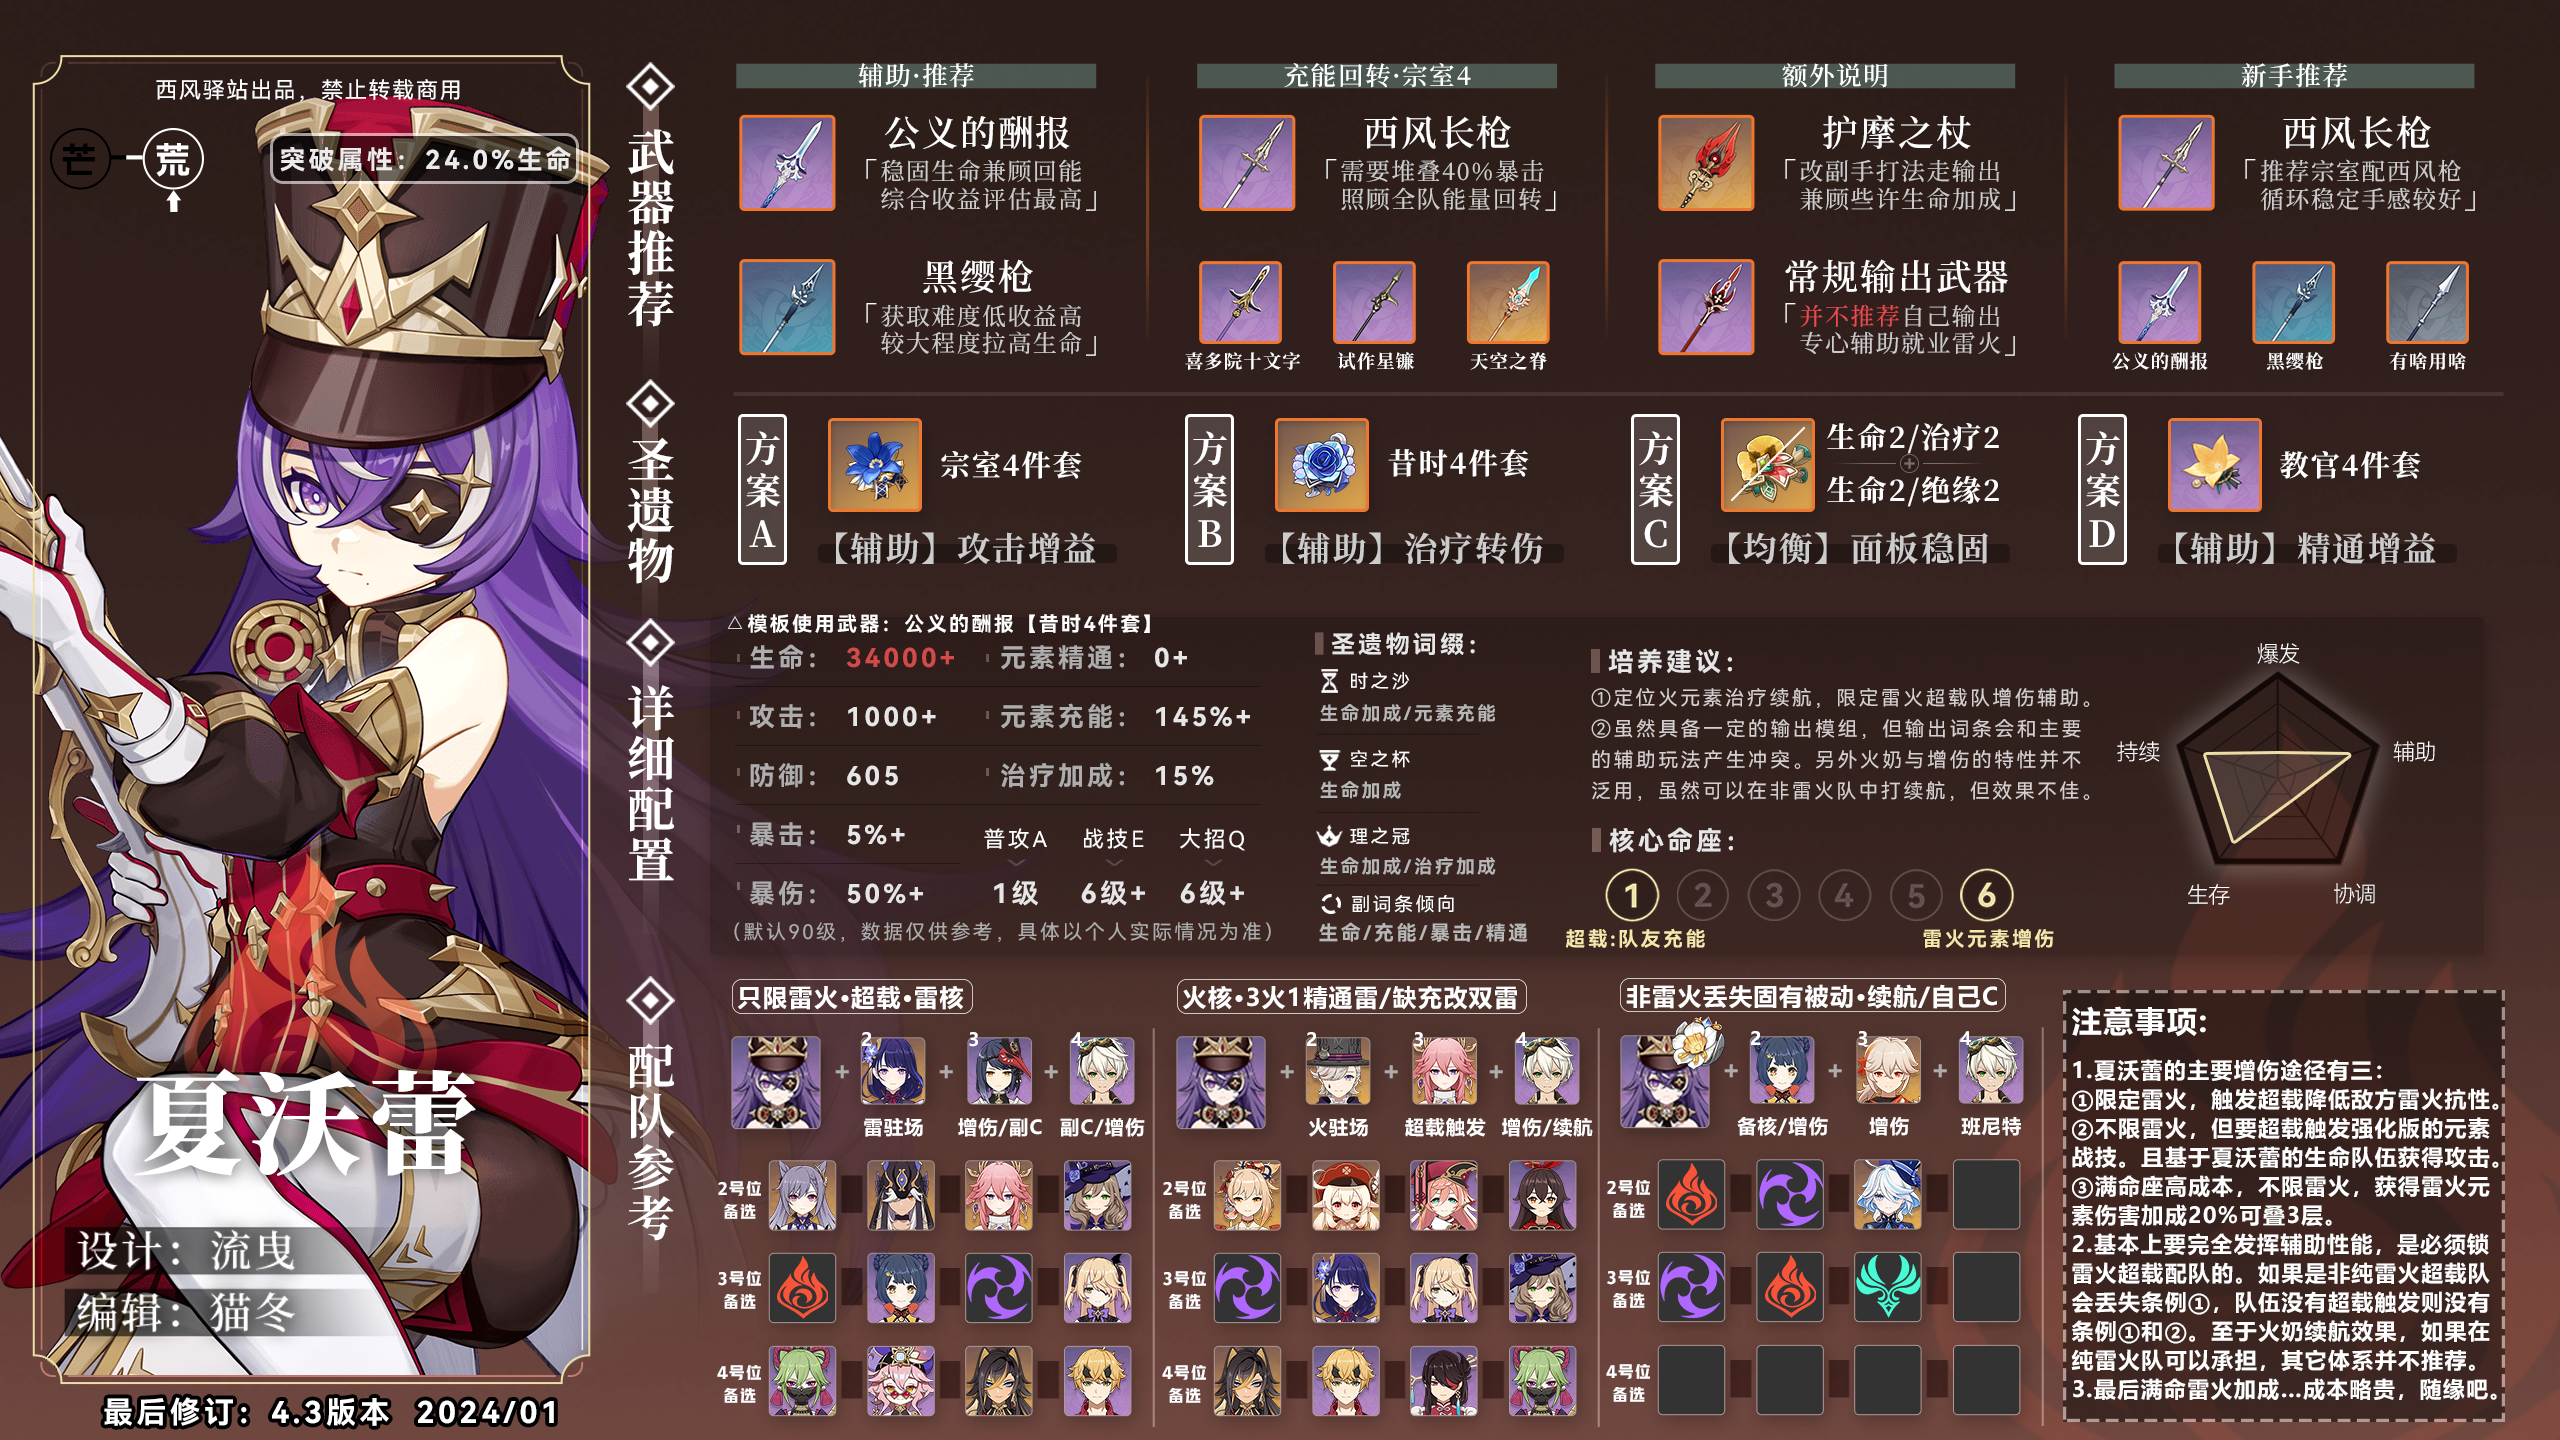 西风驿站出品，禁止转载商用
芒
荒
突破属性：24.0%生命
夏沃蕾
设计：流曳
编辑：猫冬
最后修订：4.3版本 2024/01
武器推荐
辅助·推荐
公义的酬报
「稳固生命兼顾回能
综合收益评估最高」
黑缨枪
「获取难度低收益高
较大程度拉高生命」
充能回转·宗室4
西风长枪
「需要堆叠40%暴击
照顾全队能量回转」
喜多院十文字
试作星镰
天空之脊
额外说明
护摩之杖
「改副手打法走输出
兼顾些许生命加成」
常规输出武器
「并不推荐自己输出
专心辅助就业雷火」
新手推荐
西风长枪
「推荐宗室配西风枪
循环稳定手感较好」
公义的酬报
黑缨枪
有啥用啥
圣遗物
方案A
宗室4件套
【辅助】攻击增益
方案B
昔时4件套
【辅助】治疗转伤
方案C
生命2/治疗2
生命2/绝缘2
【均衡】面板稳固
方案D
教官4件套
【辅助】精通增益
详细配置
△模板使用武器：公义的酬报【昔时4件套】
生命：34000+ 元素精通：0+
攻击：1000+ 元素充能：145%+
防御：605 治疗加成：15%
暴击：5%+ 普攻A 战技E 大招Q
暴伤：50%+ 1级 6级+ 6级+
(默认90级，数据仅供参考，具体以个人实际情况为准)
圣遗物词缀：
时之沙
生命加成/元素充能
空之杯
生命加成
理之冠
生命加成/治疗加成
副词条倾向
生命/充能/暴击/精通
培养建议：
①定位火元素治疗续航，限定雷火超载队增伤辅助。
②虽然具备一定的输出模组，但输出词条会和主要
的辅助玩法产生冲突。另外火奶与增伤的特性并不
泛用，虽然可以在非雷火队中打续航，但效果不佳。
核心命座：
1 2 3 4 5 6
超载:队友充能
雷火元素增伤
爆发
持续
辅助
生存
协调
配队参考
只限雷火·超载·雷核
2 3 4
+ + +
雷驻场 增伤/副C 副C/增伤
2号位
备选
3号位
备选
4号位
备选
火核·3火1精通雷/缺充改双雷
2 3 4
+ + +
火驻场 超载触发 增伤/续航
2号位
备选
3号位
备选
4号位
备选
非雷火丢失固有被动·续航/自己C
2 3 4
+ + +
备核/增伤 增伤 班尼特
2号位
备选
3号位
备选
4号位
备选
注意事项:
1.夏沃蕾的主要增伤途径有三：
①限定雷火，触发超载降低敌方雷火抗性。
②不限雷火，但要超载触发强化版的元素
战技。且基于夏沃蕾的生命队伍获得攻击。
③满命座高成本，不限雷火，获得雷火元
素伤害加成20%可叠3层。
2.基本上要完全发挥辅助性能，是必须锁
雷火超载配队的。如果是非纯雷火超载队
会丢失条例①，队伍没有超载触发则没有
条例①和②。至于火奶续航效果，如果在
纯雷火队可以承担，其它体系并不推荐。
3.最后满命雷火加成...成本略贵，随缘吧。